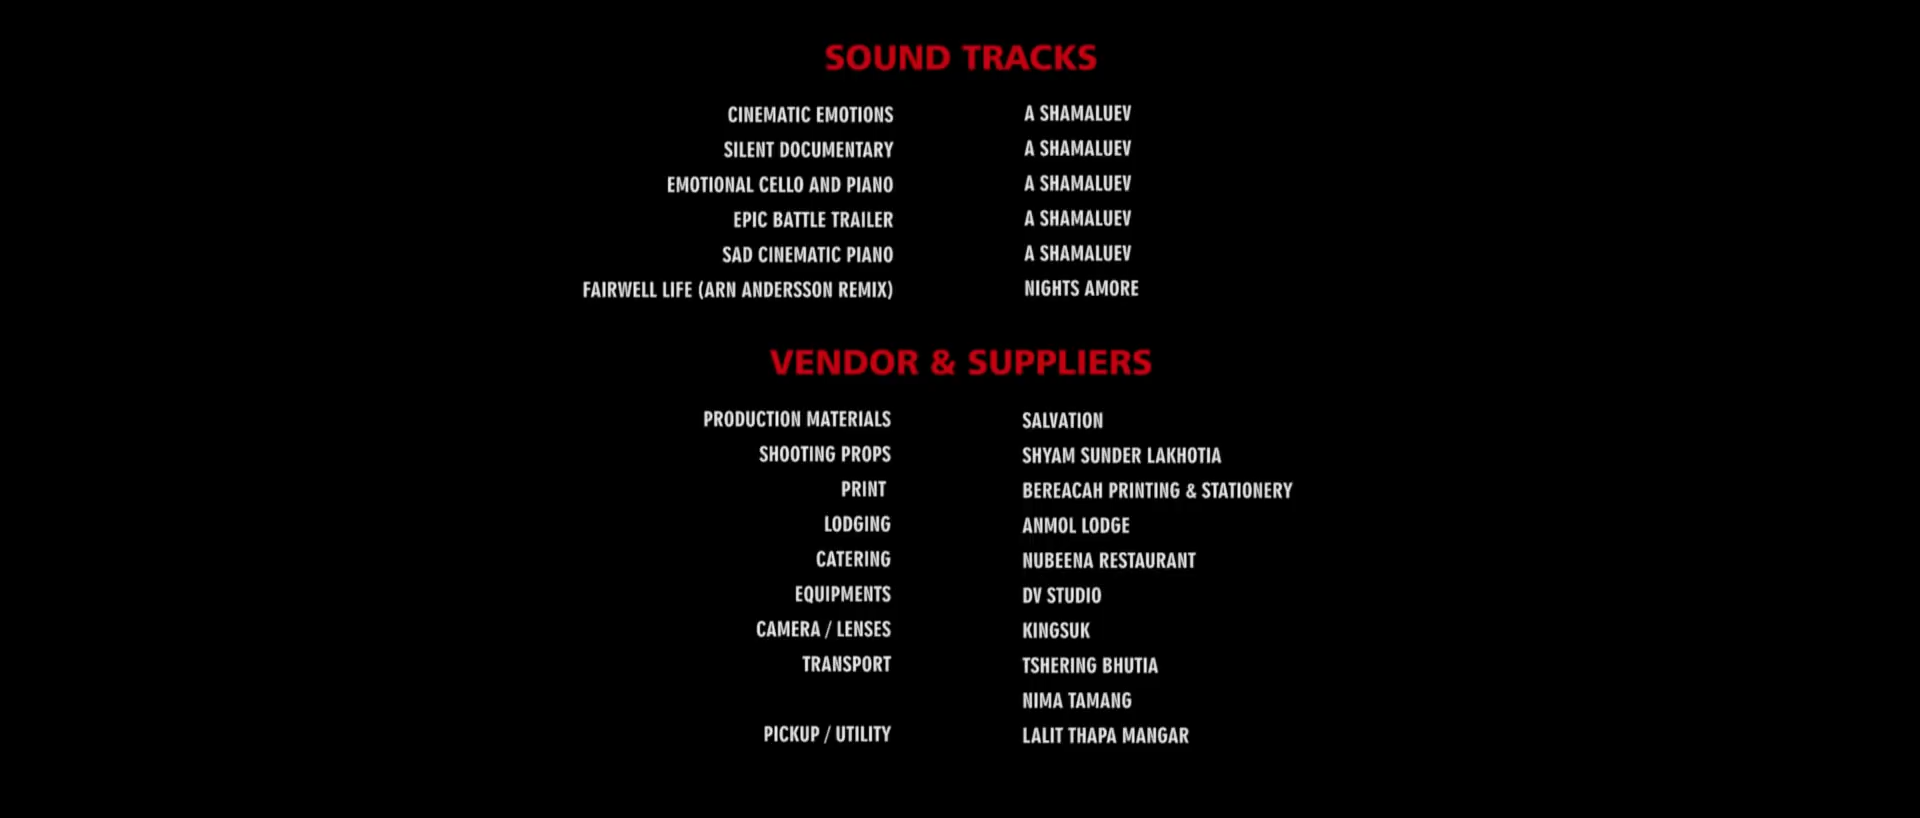 SOUND TRACKS
CINEMATIC EMOTIONS A SHAMALUEV
SILENT DOCUMENTARY A SHAMALUEV
EMOTIONAL CELLO AND PIANO A SHAMALUEV
EPIC BATTLE TRAILER A SHAMALUEV
SAD CINEMATIC PIANO A SHAMALUEV
FAIRWELL LIFE (ARN ANDERSSON REMIX) NIGHTS AMORE
VENDOR & SUPPLIERS
PRODUCTION MATERIALS SALVATION
SHOOTING PROPS SHYAM SUNDER LAKHOTIA
PRINT BEREACAH PRINTING & STATIONERY
LODGING ANMOL LODGE
CATERING NUBEENA RESTAURANT
EQUIPMENTS DV STUDIO
CAMERA / LENSES KINGSUK
TRANSPORT TSHERING BHUTIA
NIMA TAMANG
PICKUP / UTILITY LALIT THAPA MANGAR